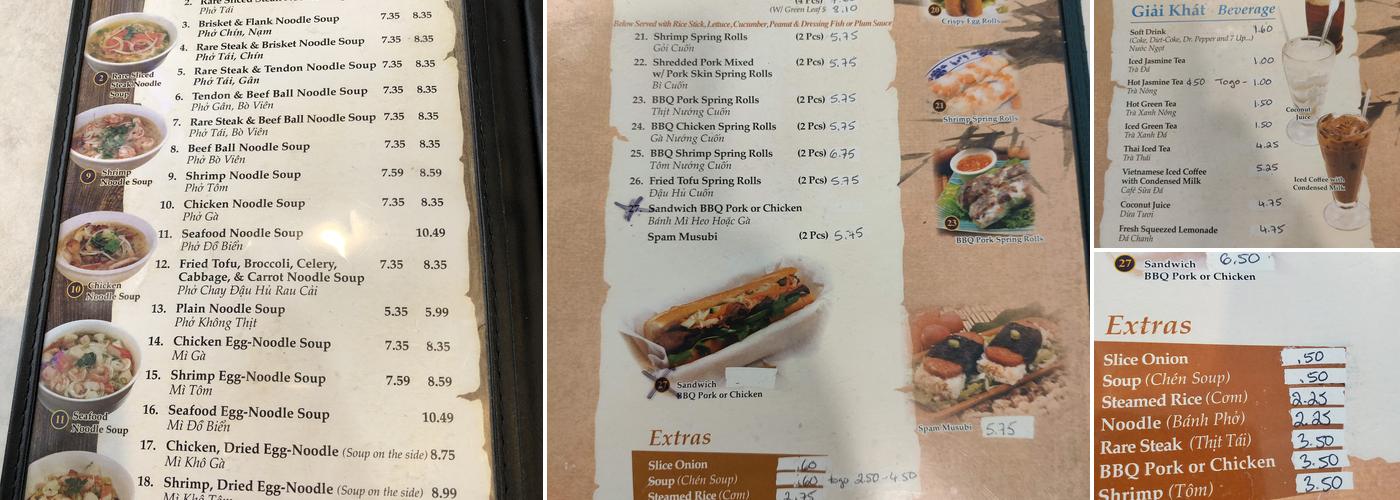 Phở Tái
3. Brisket & Flank Noodle Soup 7.35 8.35
Phở Chín, Nạm
4. Rare Steak & Brisket Noodle Soup 7.35 8.35
Phở Tái, Chín
5. Rare Steak & Tendon Noodle Soup 7.35 8.35
Phở Tái, Gân
6. Tendon & Beef Ball Noodle Soup 7.35 8.35
Phở Gân, Bò Viên
7. Rare Steak & Beef Ball Noodle Soup 7.35 8.35
Phở Tái, Bò Viên
8. Beef Ball Noodle Soup 7.35 8.35
Phở Bò Viên
9. Shrimp Noodle Soup 7.59 8.59
Phở Tôm
10. Chicken Noodle Soup 7.35 8.35
Phở Gà
11. Seafood Noodle Soup 10.49
Phở Đồ Biển
12. Fried Tofu, Broccoli, Celery, 7.35 8.35
Cabbage, & Carrot Noodle Soup
Phở Chay Đậu Hủ Rau Cải
13. Plain Noodle Soup 5.35 5.99
Phở Không Thịt
14. Chicken Egg-Noodle Soup 7.35 8.35
Mì Gà
15. Shrimp Egg-Noodle Soup 7.59 8.59
Mì Tôm
16. Seafood Egg-Noodle Soup 10.49
Mì Đồ Biển
17. Chicken, Dried Egg-Noodle (Soup on the side) 8.75
Mì Khô Gà
18. Shrimp, Dried Egg-Noodle (Soup on the side) 8.99
Mì Khô Tôm
2 Rare Sliced
Steak Noodle
Soup
9 Shrimp
Noodle Soup
10 Chicken
Noodle Soup
11 Seafood
Noodle Soup
(W/ Green Leaf) 8.10
Below Served with Rice Stick, Lettuce, Cucumber, Peanut & Dressing Fish or Plum Sauce
21. Shrimp Spring Rolls (2 Pcs) 5.75
Gỏi Cuốn
22. Shredded Pork Mixed (2 Pcs) 5.75
w/ Pork Skin Spring Rolls
Bì Cuốn
23. BBQ Pork Spring Rolls (2 Pcs) 5.75
Thịt Nướng Cuốn
24. BBQ Chicken Spring Rolls (2 Pcs) 5.75
Gà Nướng Cuốn
25. BBQ Shrimp Spring Rolls (2 Pcs) 6.75
Tôm Nướng Cuốn
26. Fried Tofu Spring Rolls (2 Pcs) 5.75
Đậu Hủ Cuốn
27. Sandwich BBQ Pork or Chicken
Bánh Mì Heo Hoặc Gà
Spam Musubi (2 Pcs) 5.75
27 Sandwich
BBQ Pork or Chicken
Extras
Slice Onion .60
Soup (Chén Soup) .60 togo 2.50-4.50
Steamed Rice (Cơm) 2.75
20
Crispy Egg Rolls
21
Shrimp Spring Rolls
23
BBQ Pork Spring Rolls
Spam Musubi 5.75
Giải Khát - Beverage
Soft Drink 1.60
(Coke, Diet-Coke, Dr. Pepper and 7 Up...)
Nước Ngọt
Iced Jasmine Tea 1.00
Trà Đá
Hot Jasmine Tea 4.50 Togo - 1.00
Trà Nóng
Hot Green Tea 1.50
Trà Xanh Nóng
Iced Green Tea 1.50
Trà Xanh Đá
Thai Iced Tea 4.25
Trà Thái
Vietnamese Iced Coffee 5.25
with Condensed Milk
Café Sữa Đá
Coconut Juice 4.75
Dừa Tươi
Fresh Squeezed Lemonade 4.75
Đá Chanh
Coconut
Juice
Iced Coffee with
Condensed Milk
27 Sandwich 6.50
BBQ Pork or Chicken
Extras
Slice Onion .50
Soup (Chén Soup) .50
Steamed Rice (Cơm) 2.25
Noodle (Bánh Phở) 2.25
Rare Steak (Thịt Tái) 3.50
BBQ Pork or Chicken 3.50
Shrimp (Tôm) 3.50